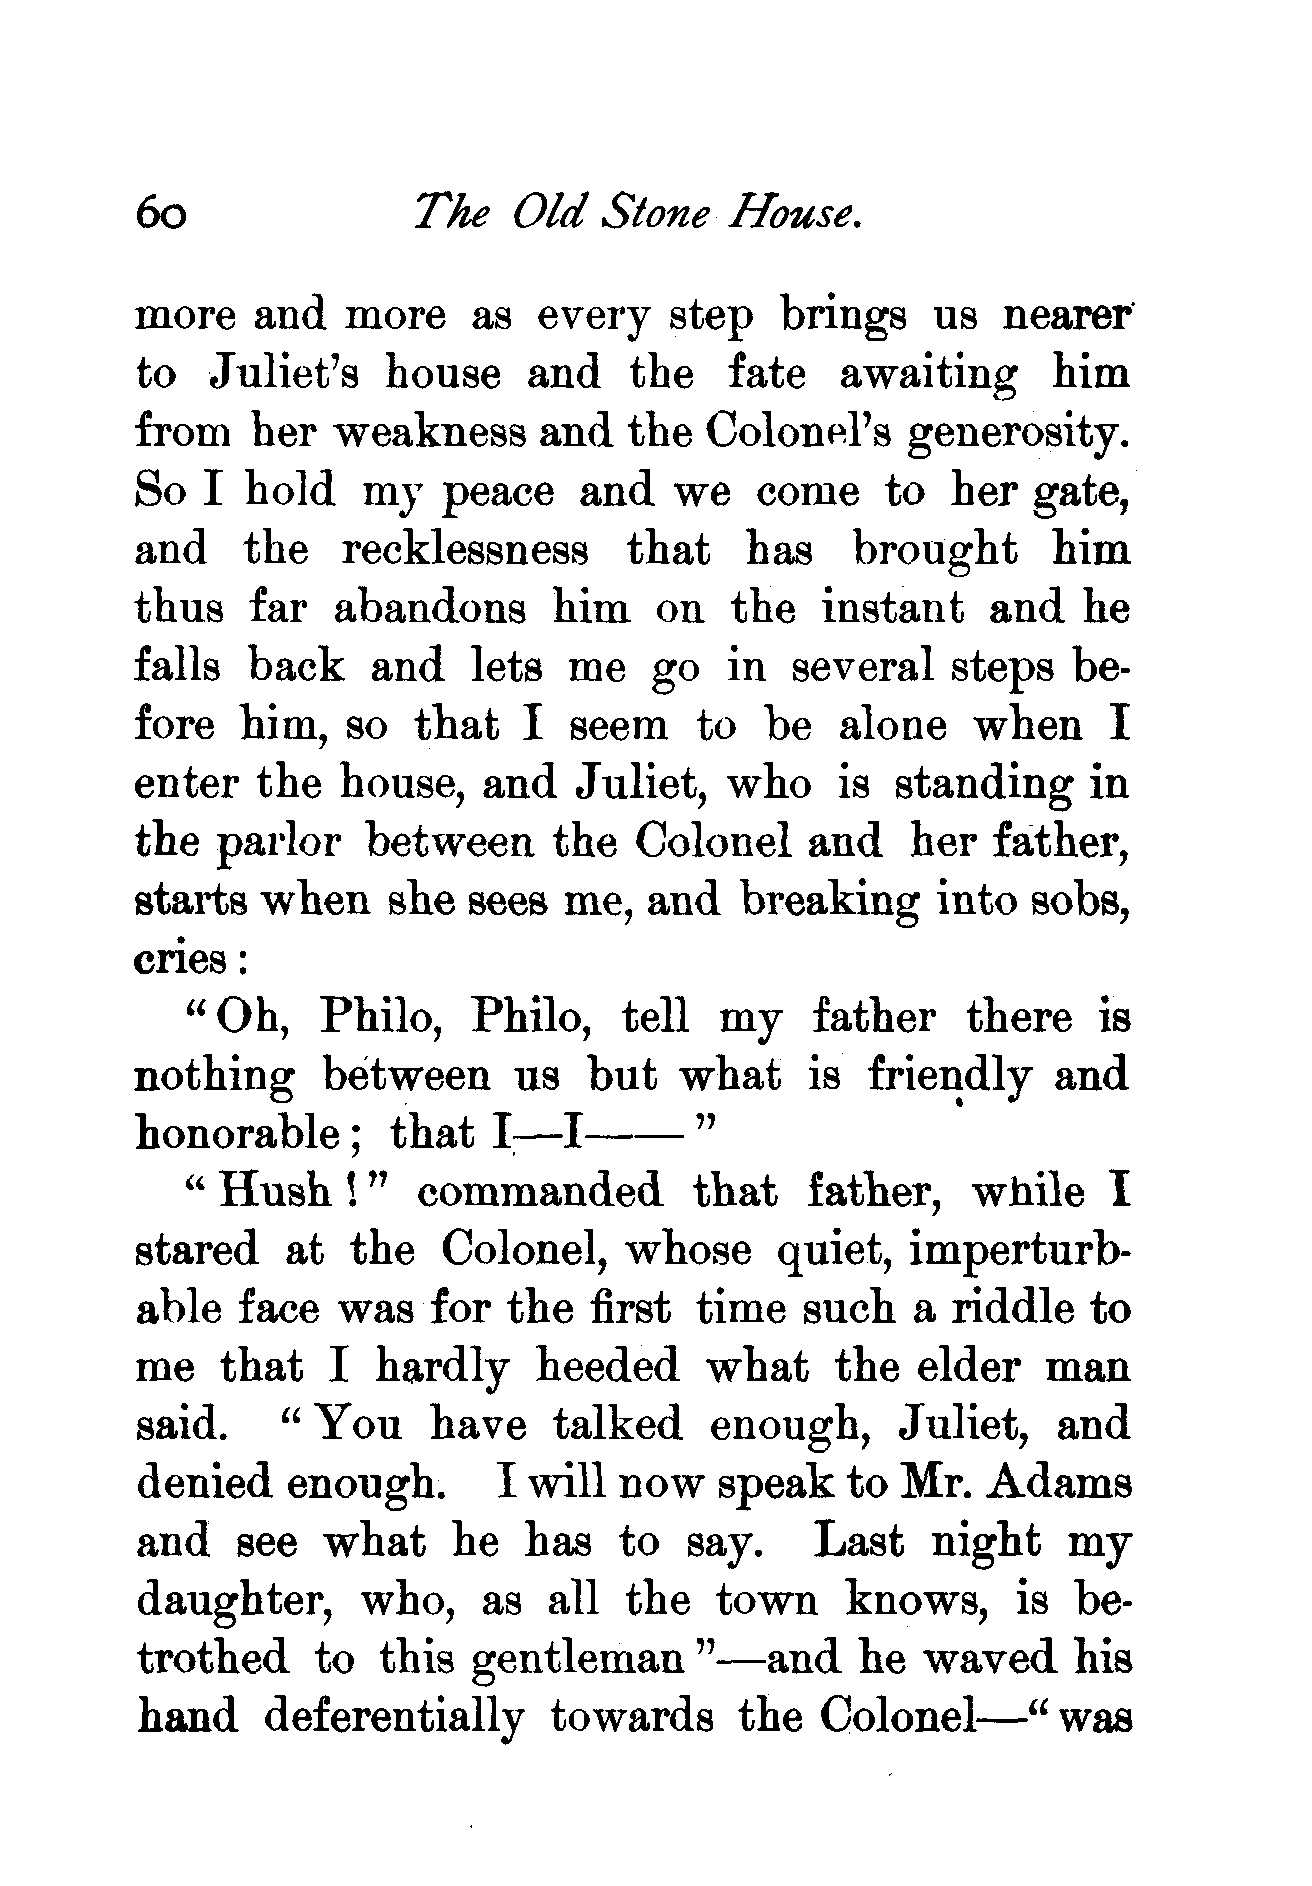 60 The Old Stone House.
more and more as every step brings us nearer
to Juliet's house and the fate awaiting him
from her weakness and the Colonel's generosity.
So I hold my peace and we come to her gate,
and the recklessness that has brought him
thus far abandons him on the instant and he
falls back and lets me go in several steps be-
fore him, so that I seem to be alone when I
enter the house, and Juliet, who is standing in
the parlor between the Colonel and her father,
starts when she sees me, and breaking into sobs,
cries :
“ Oh, Philo, Philo, tell my father there is
nothing between us but what is friendly and
honorable ; that I—I—— ”
“ Hush ! ” commanded that father, while I
stared at the Colonel, whose quiet, imperturb-
able face was for the first time such a riddle to
me that I hardly heeded what the elder man
said. “ You have talked enough, Juliet, and
denied enough. I will now speak to Mr. Adams
and see what he has to say. Last night my
daughter, who, as all the town knows, is be-
trothed to this gentleman ”—and he waved his
hand deferentially towards the Colonel—“ was